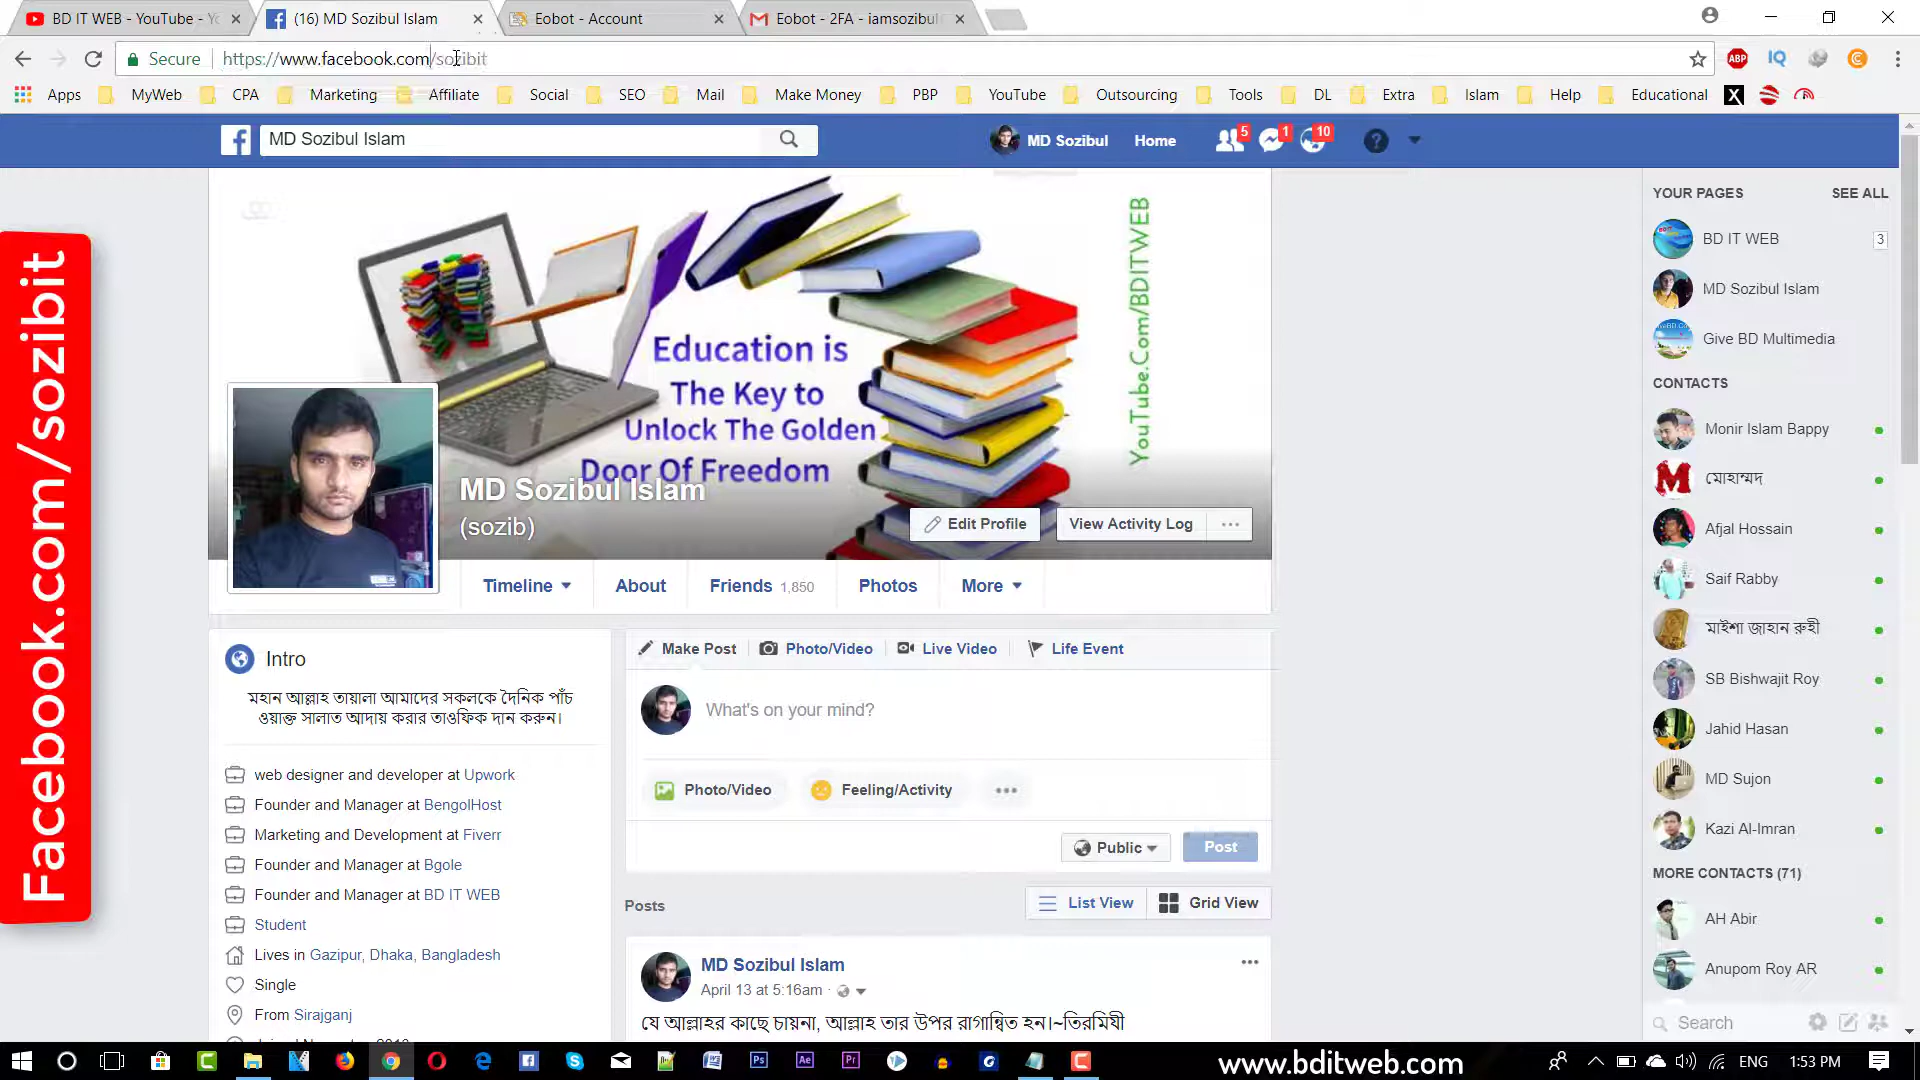 BD IT WEB - YouTube - Y
(16) MD Sozibul Islam
Eobot - Account
Eobot - 2FA - iamsozibul
Secure
https://www.facebook.com/sozibit
Apps MyWeb CPA Marketing Affiliate Social SEO Mail Make Money PBP YouTube Outsourcing Tools DL Extra Islam Help Educational
MD Sozibul Islam
MD Sozibul Home 5 1 10
Facebook.com/sozibit
Education is
The Key to
Unlock The Golden
Door Of Freedom
YouTube.Com/BDITWEB
MD Sozibul Islam
(sozib)
Edit Profile View Activity Log
Timeline About Friends 1,850 Photos More
Intro
মহান আল্লাহ তায়ালা আমাদের সকলকে দৈনিক পাঁচ
ওয়াক্ত সালাত আদায় করার তাওফিক দান করুন।
web designer and developer at Upwork
Founder and Manager at BengolHost
Marketing and Development at Fiverr
Founder and Manager at Bgole
Founder and Manager at BD IT WEB
Student
Lives in Gazipur, Dhaka, Bangladesh
Single
From Sirajganj
Make Post Photo/Video Live Video Life Event
What's on your mind?
Photo/Video Feeling/Activity
Public Post
Posts List View Grid View
MD Sozibul Islam
April 13 at 5:16am
যে আল্লাহর কাছে চায়না, আল্লাহ তার উপর রাগান্বিত হন।~তিরমিযী
YOUR PAGES SEE ALL
BD IT WEB 3
MD Sozibul Islam
Give BD Multimedia
CONTACTS
Monir Islam Bappy
মোহাম্মদ
Afjal Hossain
Saif Rabby
মাইশা জাহান রুহী
SB Bishwajit Roy
Jahid Hasan
MD Sujon
Kazi Al-Imran
MORE CONTACTS (71)
AH Abir
Anupom Roy AR
Search
www.bditweb.com
ENG 1:53 PM